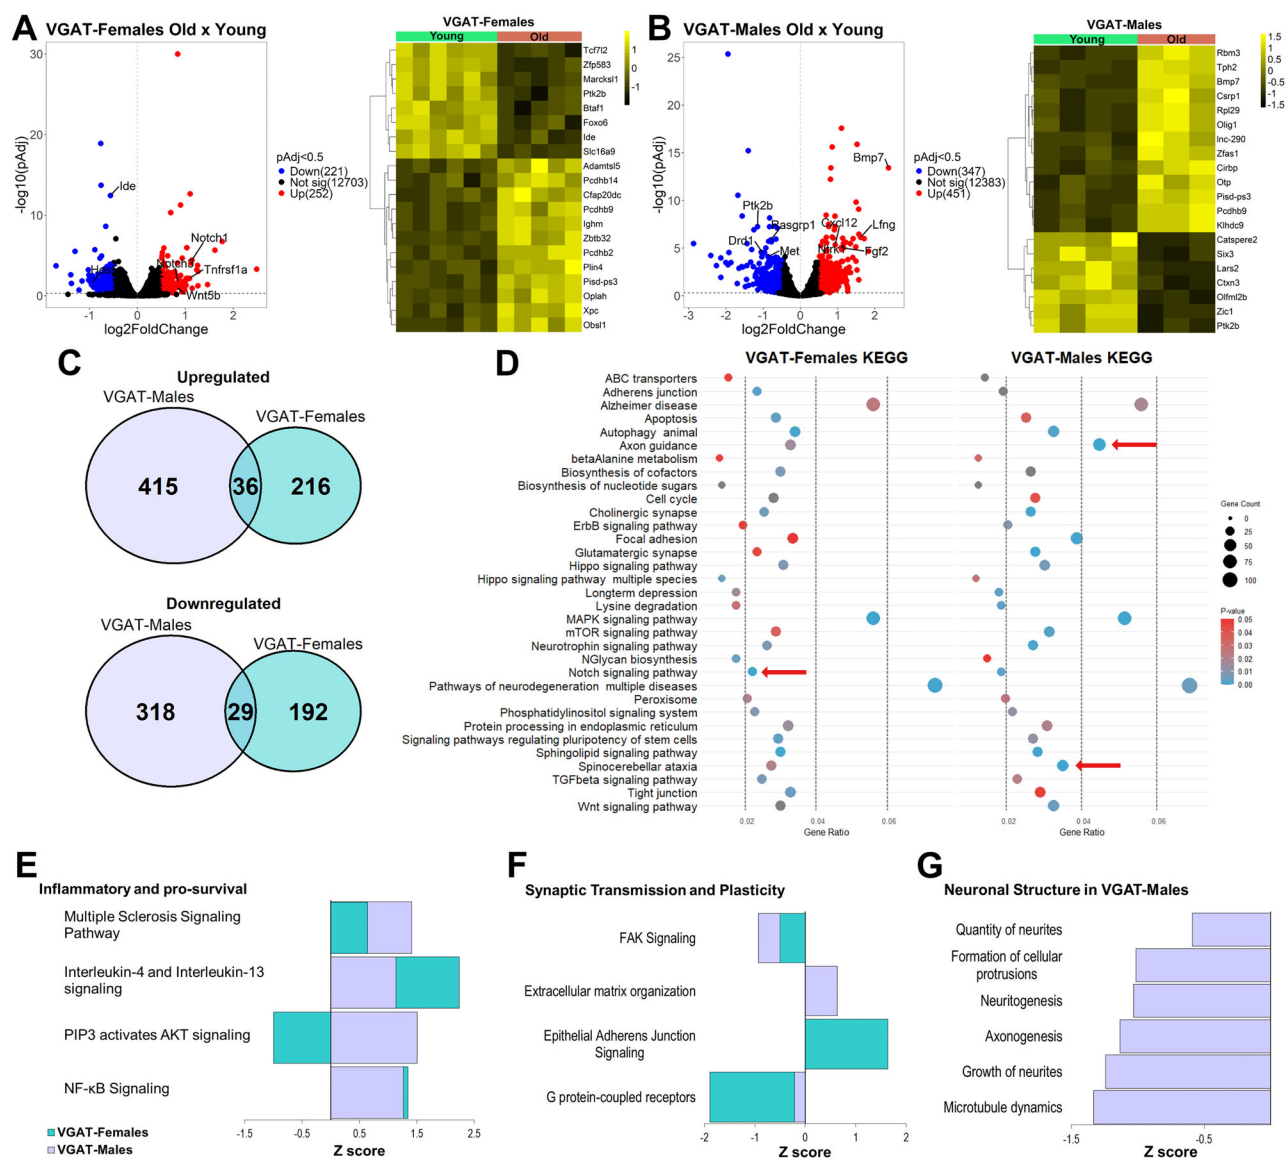 A
VGAT-Females Old x Young
30
20
10
0
-log10(pAdj)
Ide
Notch1
Notch3
Tnfrsf1a
Wnt5b
-1
0
1
2
log2FoldChange
pAdj<0.5
Down(221)
Not sig(12703)
Up(252)
VGAT-Females
Young
Old
Tcf7l2
Zfp583
Marcksl1
Ptk2b
Btaf1
Foxo6
Ide
Slc16a9
Adamtsl5
Pcdhb14
Cfap20dc
Pcdhb9
Ighm
Zbtb32
Pcdhb2
Plin4
Pisd-ps3
Oplah
Xpc
Obsl1
1
0
-1
B
VGAT-Males Old x Young
25
20
15
10
5
0
-log10(pAdj)
Bmp7
Ptk2b
Rasgrp1
Cxcl12
Lfng
Drd1
Met
Fgf2
-3
-2
-1
0
1
2
log2FoldChange
pAdj<0.5
Down(347)
Not sig(12383)
Up(451)
VGAT-Males
Young
Old
Rbm3
Tph2
Bmp7
Csrp1
Rpl29
Olig1
lnc-290
Zfas1
Cirbp
Otp
Pisd-ps3
Pcdhb9
Klhdc9
Catspere2
Six3
Lars2
Ctxn3
Olfml2b
Zic1
Ptk2b
1.5
1
0.5
0
-0.5
-1
-1.5
C
Upregulated
VGAT-Males
VGAT-Females
415
36
216
Downregulated
VGAT-Males
VGAT-Females
318
29
192
D
VGAT-Females KEGG
VGAT-Males KEGG
ABC transporters
Adherens junction
Alzheimer disease
Apoptosis
Autophagy animal
Axon guidance
betaAlanine metabolism
Biosynthesis of cofactors
Biosynthesis of nucleotide sugars
Cell cycle
Cholinergic synapse
ErbB signaling pathway
Focal adhesion
Glutamatergic synapse
Hippo signaling pathway
Hippo signaling pathway multiple species
Longterm depression
Lysine degradation
MAPK signaling pathway
mTOR signaling pathway
Neurotrophin signaling pathway
NGlycan biosynthesis
Notch signaling pathway
Pathways of neurodegeneration multiple diseases
Peroxisome
Phosphatidylinositol signaling system
Protein processing in endoplasmic reticulum
Signaling pathways regulating pluripotency of stem cells
Sphingolipid signaling pathway
Spinocerebellar ataxia
TGFbeta signaling pathway
Tight junction
Wnt signaling pathway
0.02
0.04
0.06
Gene Ratio
0.02
0.04
0.06
Gene Ratio
Gene Count
0
25
50
75
100
P-value
0.05
0.04
0.03
0.02
0.01
0.00
E
Inflammatory and pro-survival
Multiple Sclerosis Signaling
Pathway
Interleukin-4 and Interleukin-13
signaling
PIP3 activates AKT signaling
NF-κB Signaling
-1.5
-0.5
0.5
1.5
2.5
Z score
VGAT-Females
VGAT-Males
F
Synaptic Transmission and Plasticity
FAK Signaling
Extracellular matrix organization
Epithelial Adherens Junction
Signaling
G protein-coupled receptors
-2
-1
0
1
2
Z score
G
Neuronal Structure in VGAT-Males
Quantity of neurites
Formation of cellular
protrusions
Neuritogenesis
Axonogenesis
Growth of neurites
Microtubule dynamics
-1.5
-0.5
Z score